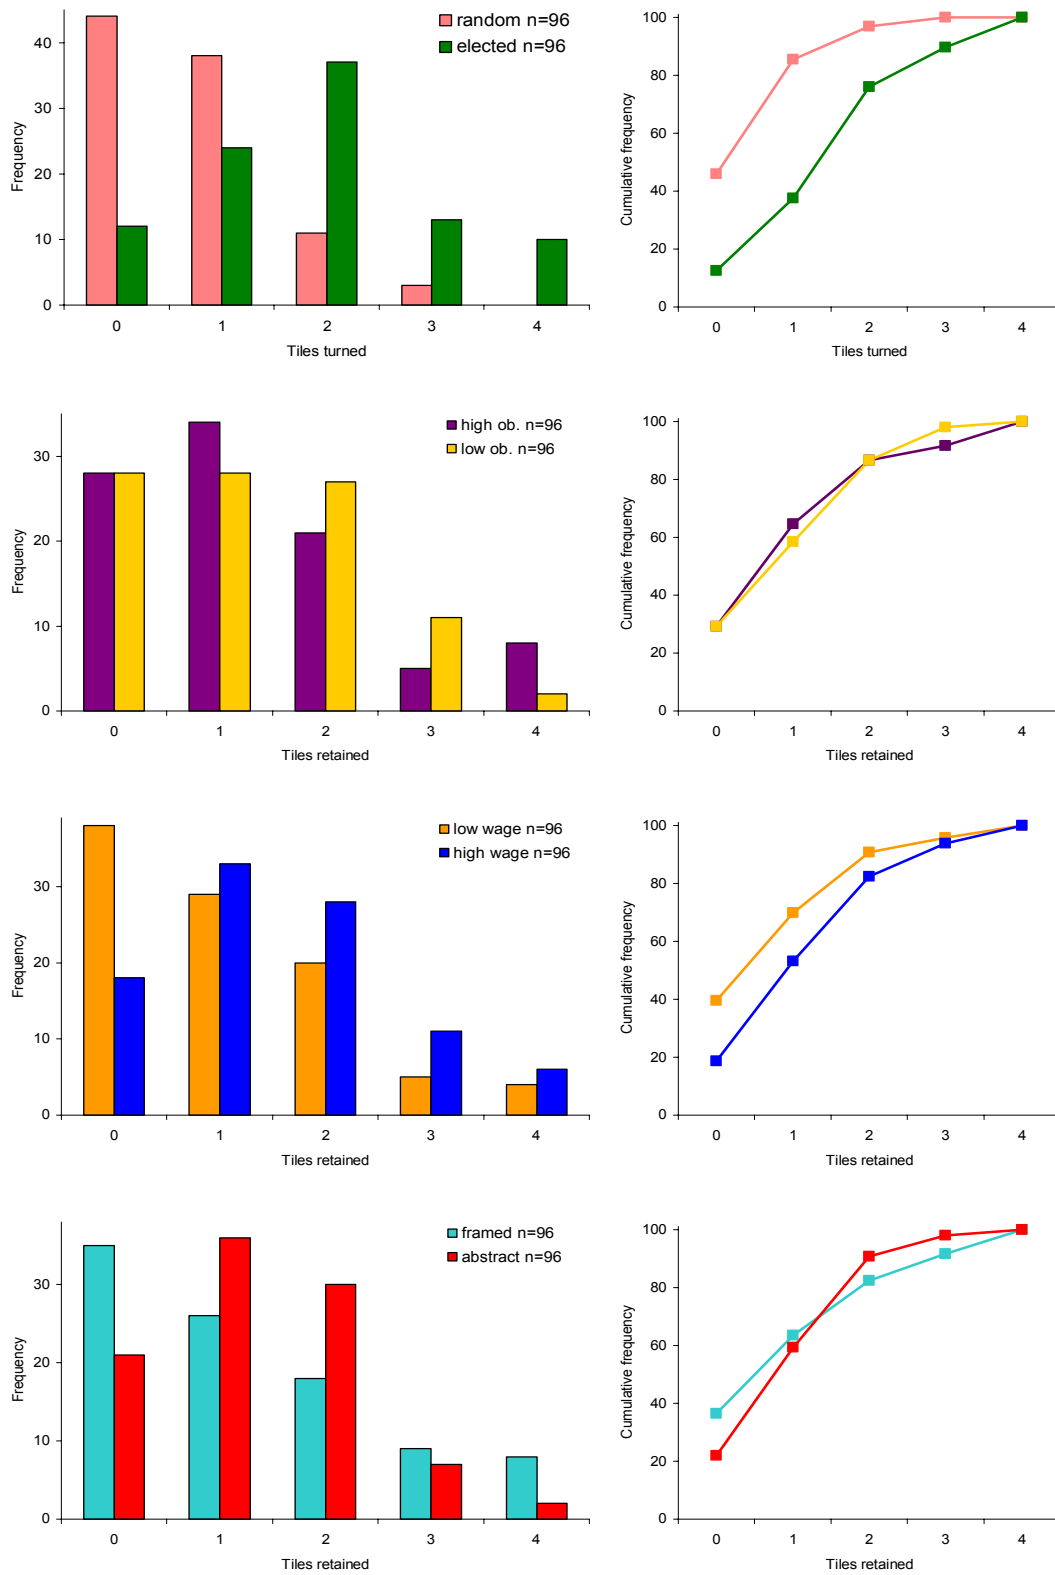 random n=96
elected n=96
Frequency
40
30
20
10
0
0 1 2 3 4
Tiles turned
Cumulative frequency
100
80
60
40
20
0
0 1 2 3 4
Tiles turned
high ob. n=96
low ob. n=96
Frequency
30
20
10
0
0 1 2 3 4
Tiles retained
Cumulative frequency
100
80
60
40
20
0
0 1 2 3 4
Tiles retained
low wage n=96
high wage n=96
Frequency
30
20
10
0
0 1 2 3 4
Tiles retained
Cumulative frequency
100
80
60
40
20
0
0 1 2 3 4
Tiles retained
framed n=96
abstract n=96
Frequency
30
20
10
0
0 1 2 3 4
Tiles retained
Cumulative frequency
100
80
60
40
20
0
0 1 2 3 4
Tiles retained